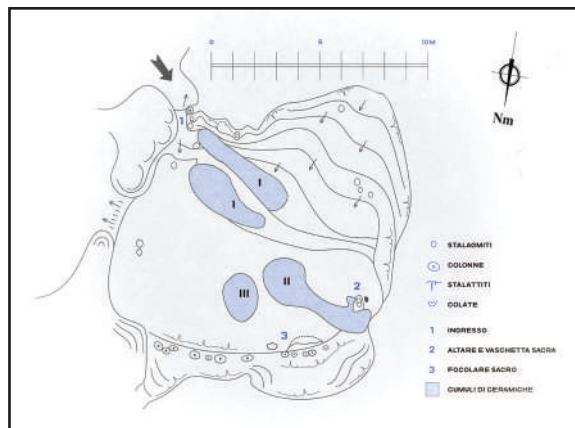 0 5 10M
Nm
1
I
I
II
III
2
3
STALAGMITI
COLONNE
STALATTITI
COLATE
1 INGRESSO
2 ALTARE E VASCHETTA SACRA
3 FOCOLARE SACRO
CUMULI DI CERAMICHE